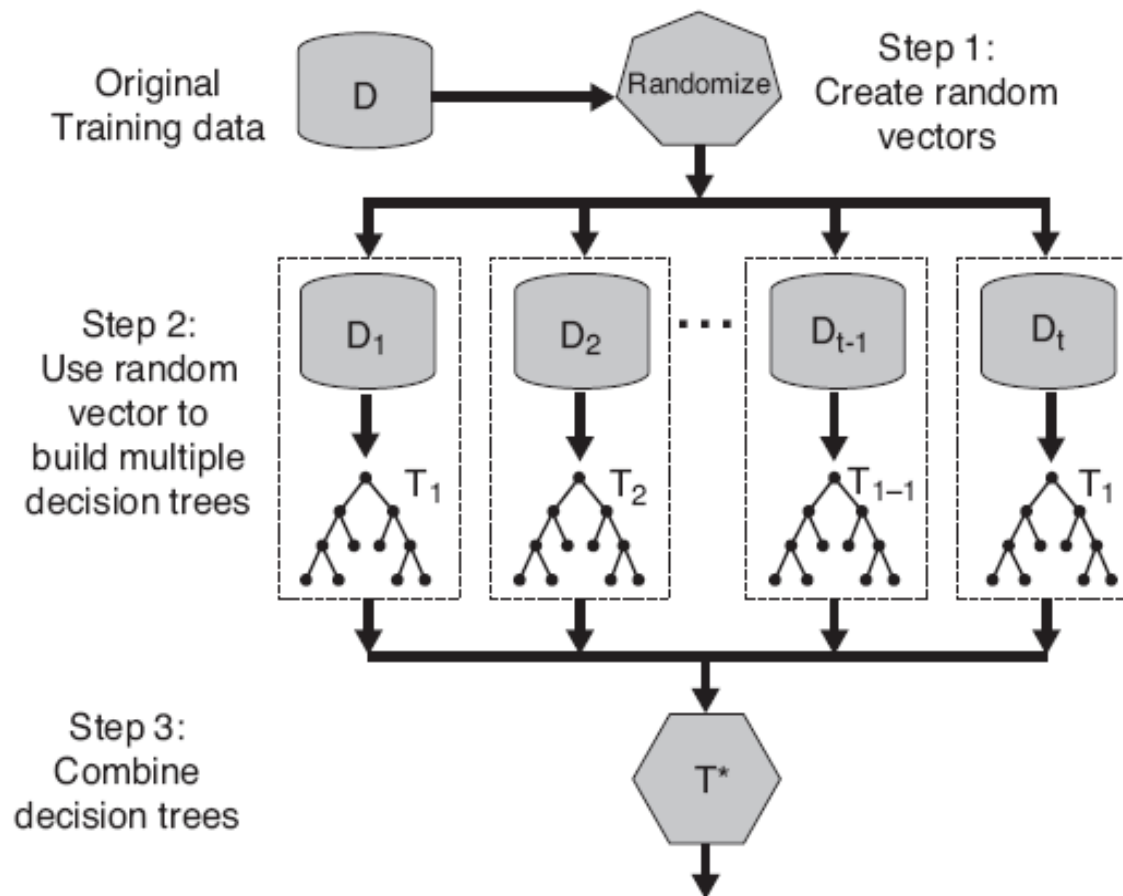 Original
Training data
D
Randomize
Step 1:
Create random
vectors
Step 2:
Use random
vector to
build multiple
decision trees
D₁
D₂
...
Dₜ₋₁
Dₜ
T₁
T₂
T₁₋₁
T₁
Step 3:
Combine
decision trees
T*